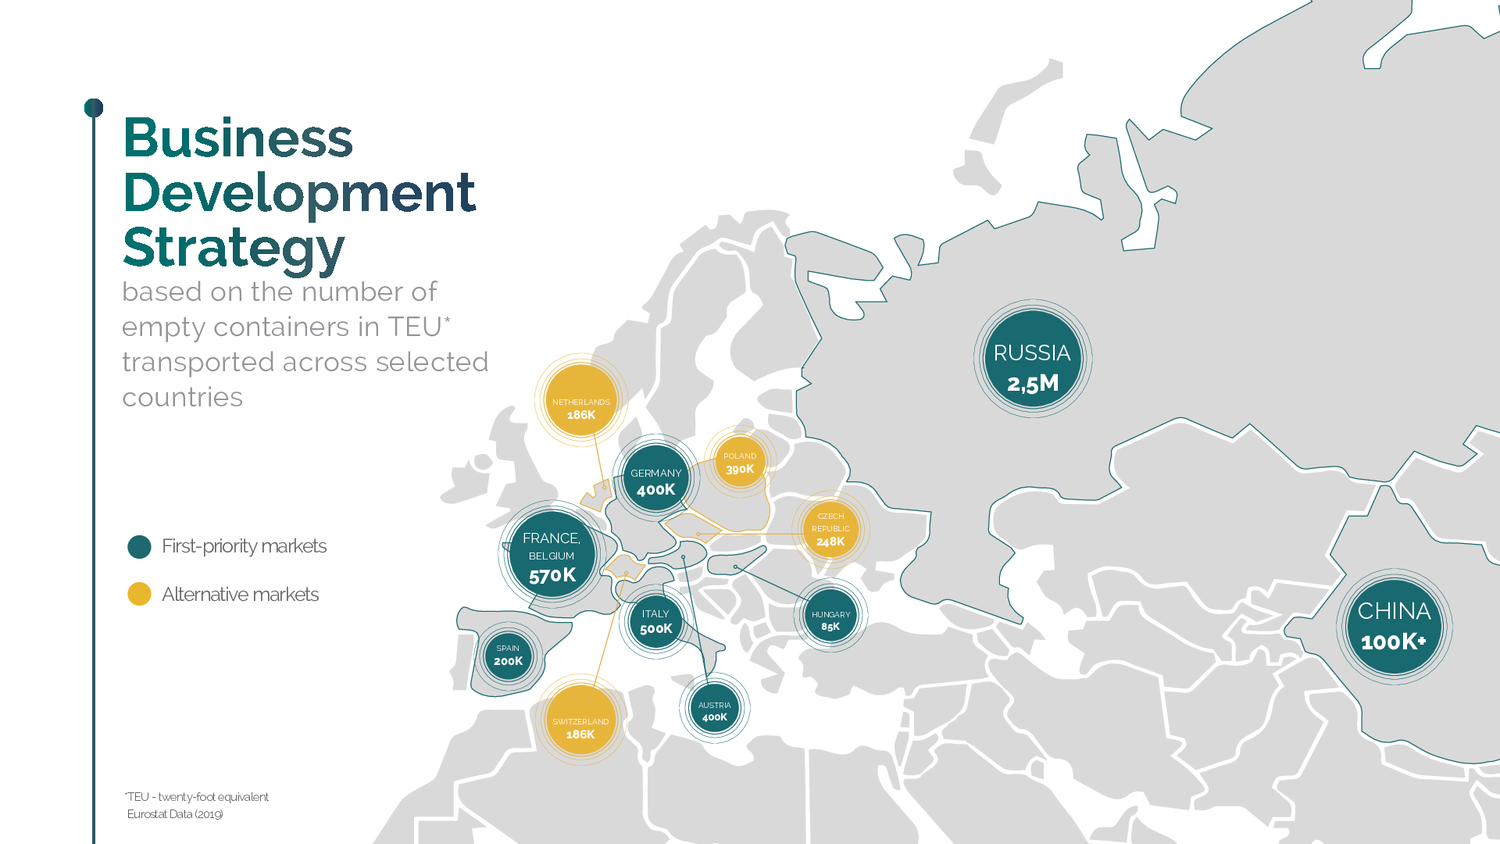 Business
Development
Strategy
based on the number of
empty containers in TEU*
transported across selected
countries
First-priority markets
Alternative markets
*TEU - twenty-foot equivalent
Eurostat Data (2019)
NETHERLANDS
186K
GERMANY
400K
POLAND
390K
CZECH
REPUBLIC
248K
FRANCE,
BELGIUM
570K
ITALY
500K
HUNGARY
85K
SPAIN
200K
SWITZERLAND
186K
AUSTRIA
400K
RUSSIA
2,5M
CHINA
100K+